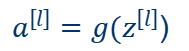 a^[l] = g(z^[l])